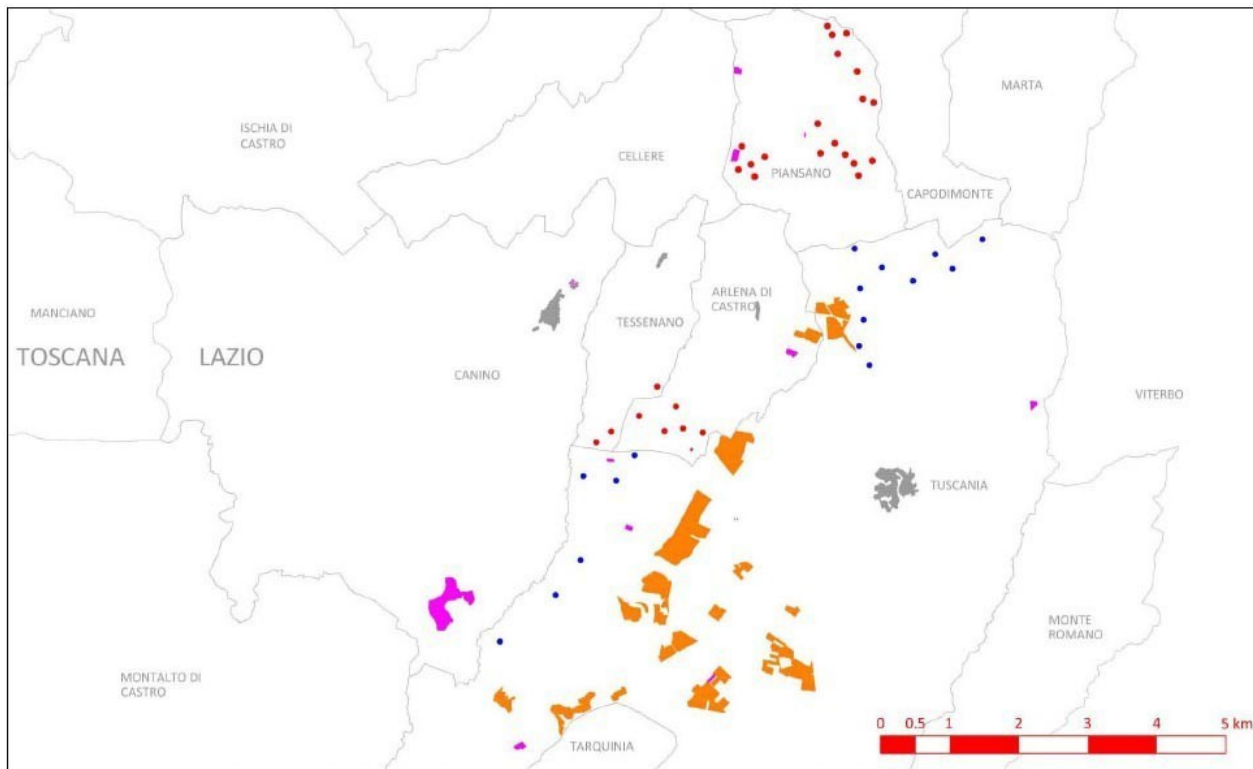 MARTA
ISCHIA DI
CASTRO
CELLERE
PIANSANO
CAPODIMONTE
MANCIANO
TOSCANA
LAZIO
TESSENANO
ARLENA DI
CASTRO
CANINO
VITERBO
TUSCANIA
MONTE
ROMANO
MONTALTO DI
CASTRO
TARQUINIA
0 0.5 1 2 3 4 5 km